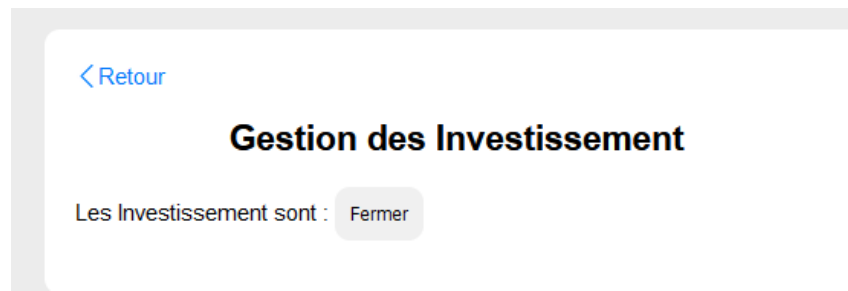 Retour
Gestion des Investissement
Les Investissement sont : Fermer